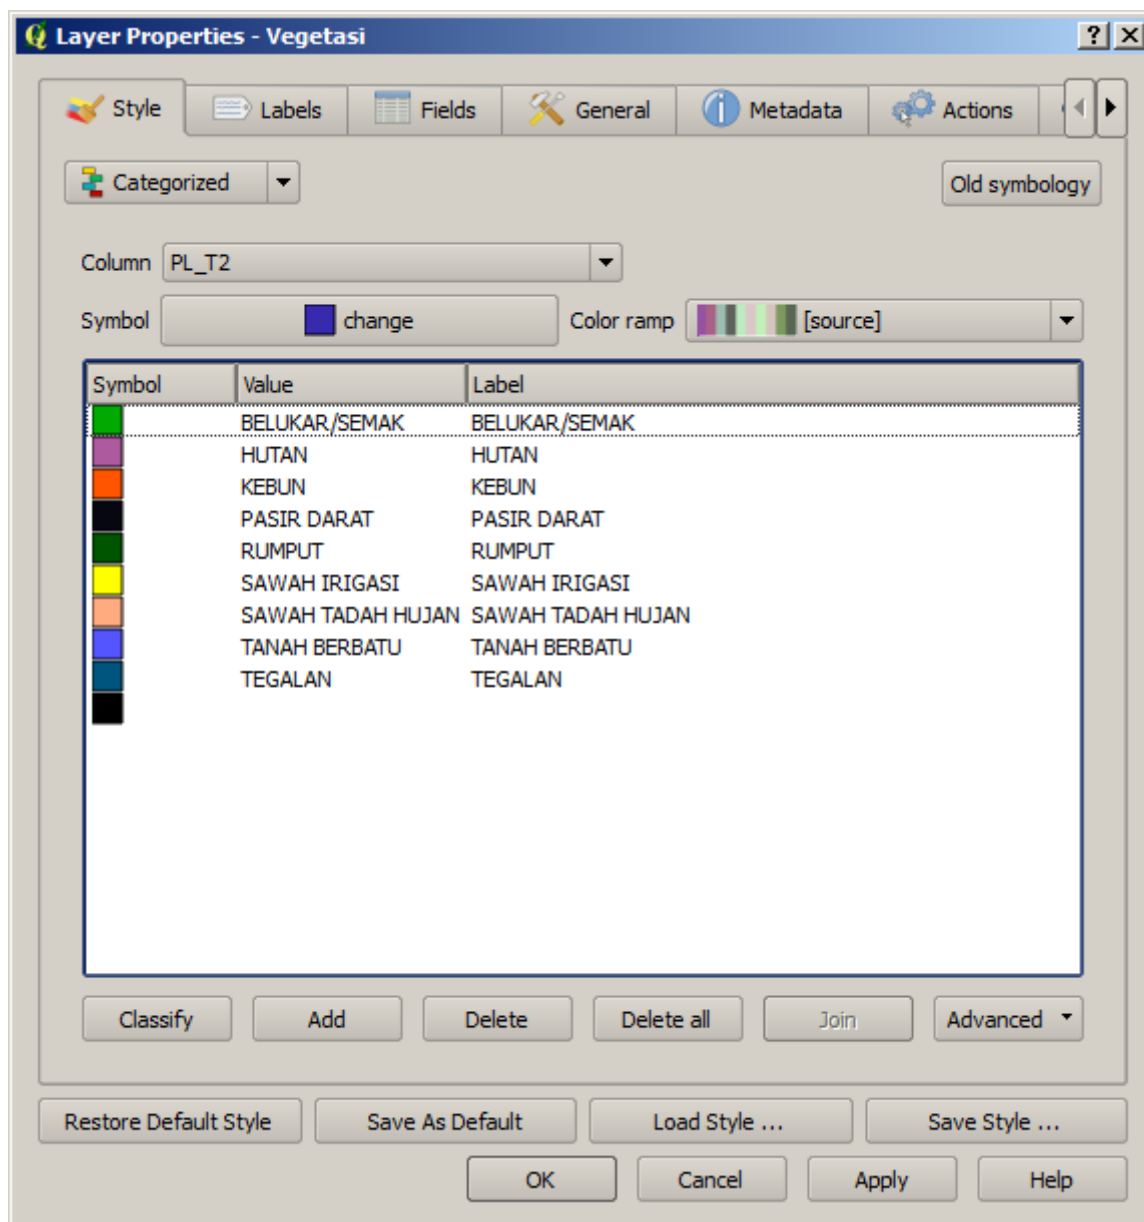 Layer Properties - Vegetasi
Style Labels Fields General Metadata Actions
Categorized Old symbology
Column PL_T2
Symbol change Color ramp [source]
Symbol Value Label
BELUKAR/SEMAK BELUKAR/SEMAK
HUTAN HUTAN
KEBUN KEBUN
PASIR DARAT PASIR DARAT
RUMPUT RUMPUT
SAWAH IRIGASI SAWAH IRIGASI
SAWAH TADAH HUJAN SAWAH TADAH HUJAN
TANAH BERBATU TANAH BERBATU
TEGALAN TEGALAN
Classify Add Delete Delete all Join Advanced
Restore Default Style Save As Default Load Style ... Save Style ...
OK Cancel Apply Help